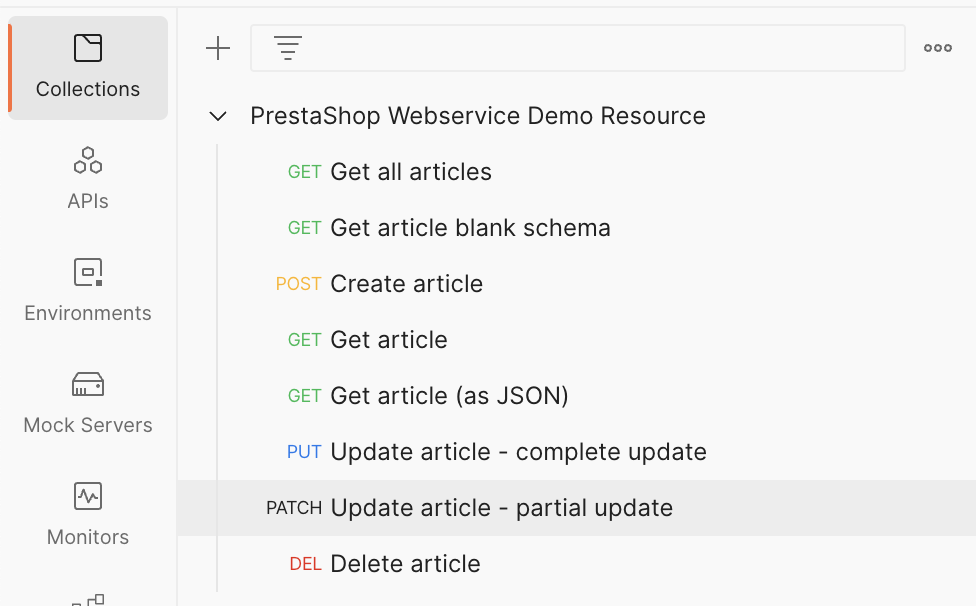 Collections
APIs
Environments
Mock Servers
Monitors
PrestaShop Webservice Demo Resource
GET Get all articles
GET Get article blank schema
POST Create article
GET Get article
GET Get article (as JSON)
PUT Update article - complete update
PATCH Update article - partial update
DEL Delete article